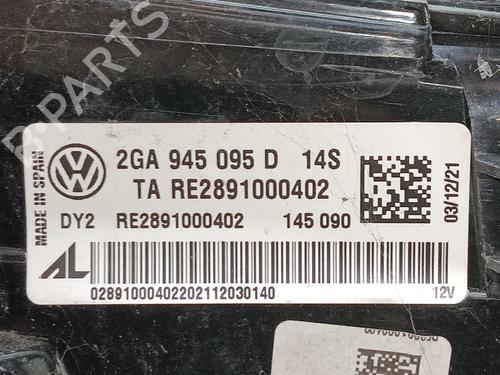 B-PARTS
MADE IN SPAIN
2GA 945 095 D 14S
TA RE2891000402
DY2 RE2891000402 145 090
03/12/21
AL
02891000402202112030140
12V